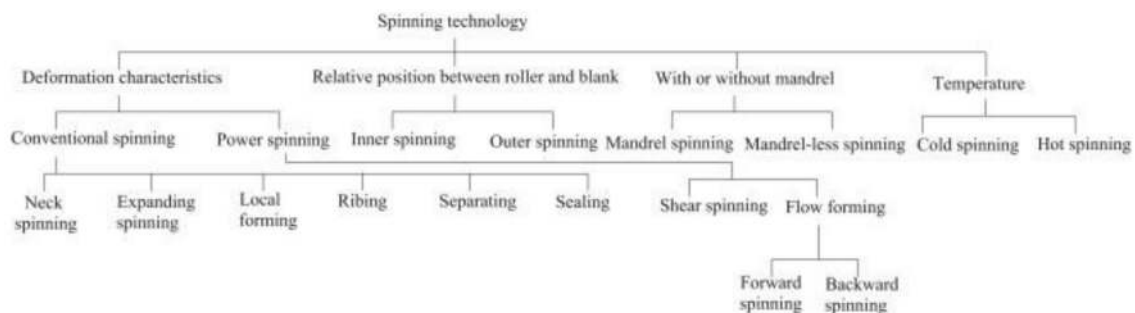 Spinning technology
Deformation characteristics
Relative position between roller and blank
With or without mandrel
Temperature
Conventional spinning
Power spinning
Inner spinning
Outer spinning
Mandrel spinning
Mandrel-less spinning
Cold spinning
Hot spinning
Neck
spinning
Expanding
spinning
Local
forming
Ribing
Separating
Sealing
Shear spinning
Flow forming
Forward
spinning
Backward
spinning